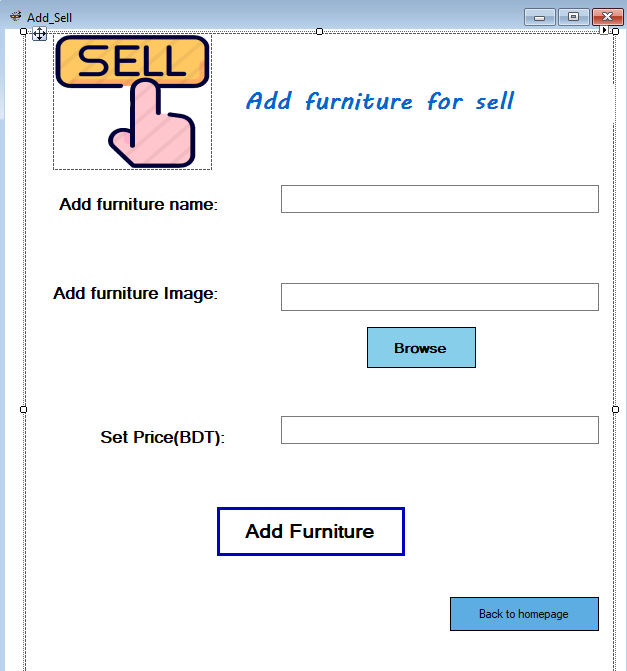 Add_Sell
SELL
Add furniture for sell
Add furniture name:
Add furniture Image:
Browse
Set Price(BDT):
Add Furniture
Back to homepage